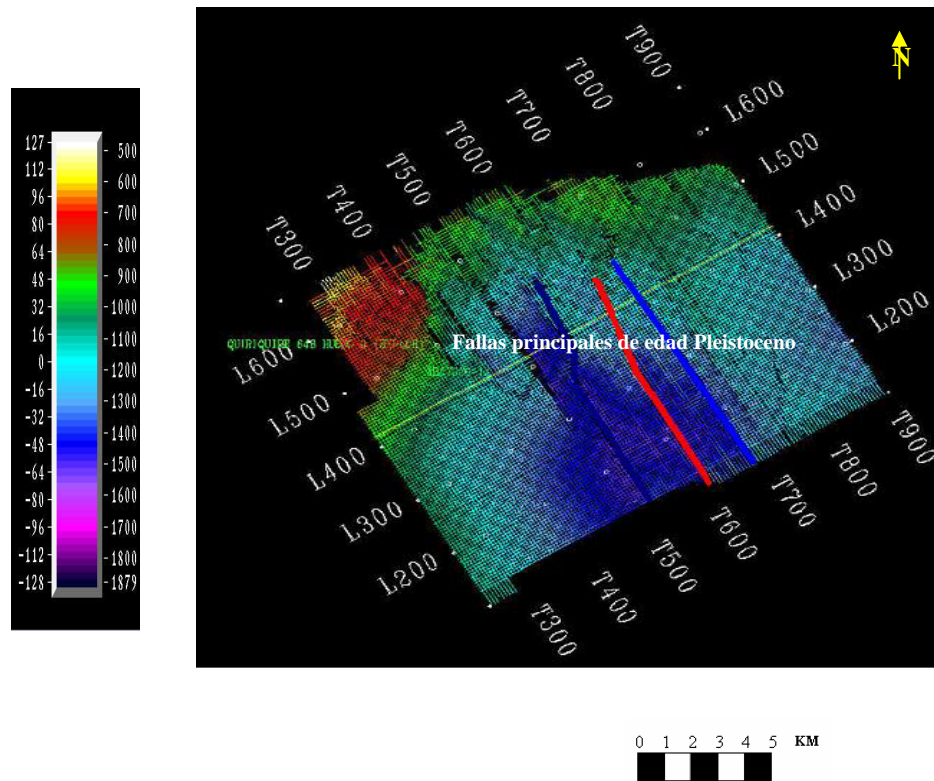 127
112
96
80
64
48
32
16
0
-16
-32
-48
-64
-80
-96
-112
-128
500
600
700
800
900
1000
1100
1200
1300
1400
1500
1600
1700
1800
1879
N
T300
T400
T500
T600
T700
T800
T900
L600
L500
L400
L300
L200
Fallas principales de edad Pleistoceno
L600
L500
L400
L300
L200
T300
T400
T500
T600
T700
T800
T900
0 1 2 3 4 5 KM